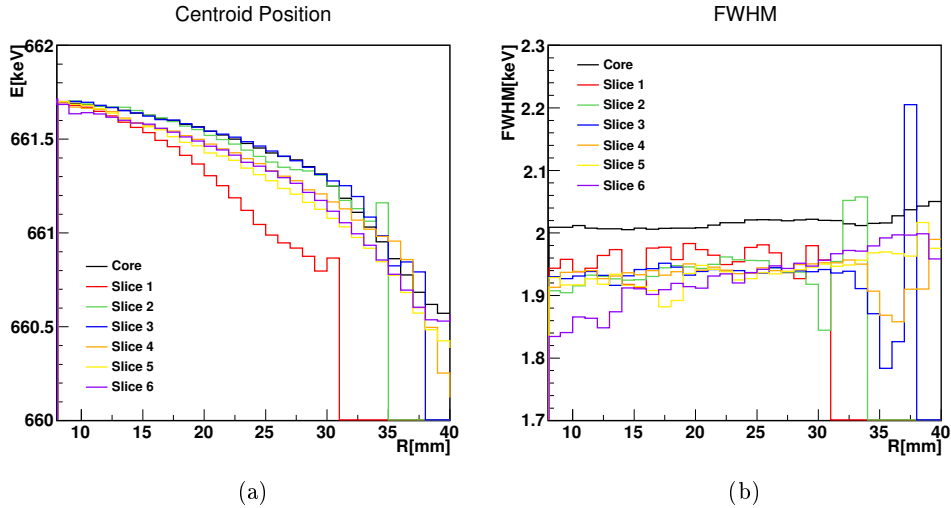 Centroid Position
E[keV]
662
661.5
661
660.5
660
Core
Slice 1
Slice 2
Slice 3
Slice 4
Slice 5
Slice 6
10 15 20 25 30 35 40
R[mm]
(a)
FWHM
FWHM[keV]
2.3
2.2
2.1
2
1.9
1.8
1.7
Core
Slice 1
Slice 2
Slice 3
Slice 4
Slice 5
Slice 6
10 15 20 25 30 35 40
R[mm]
(b)